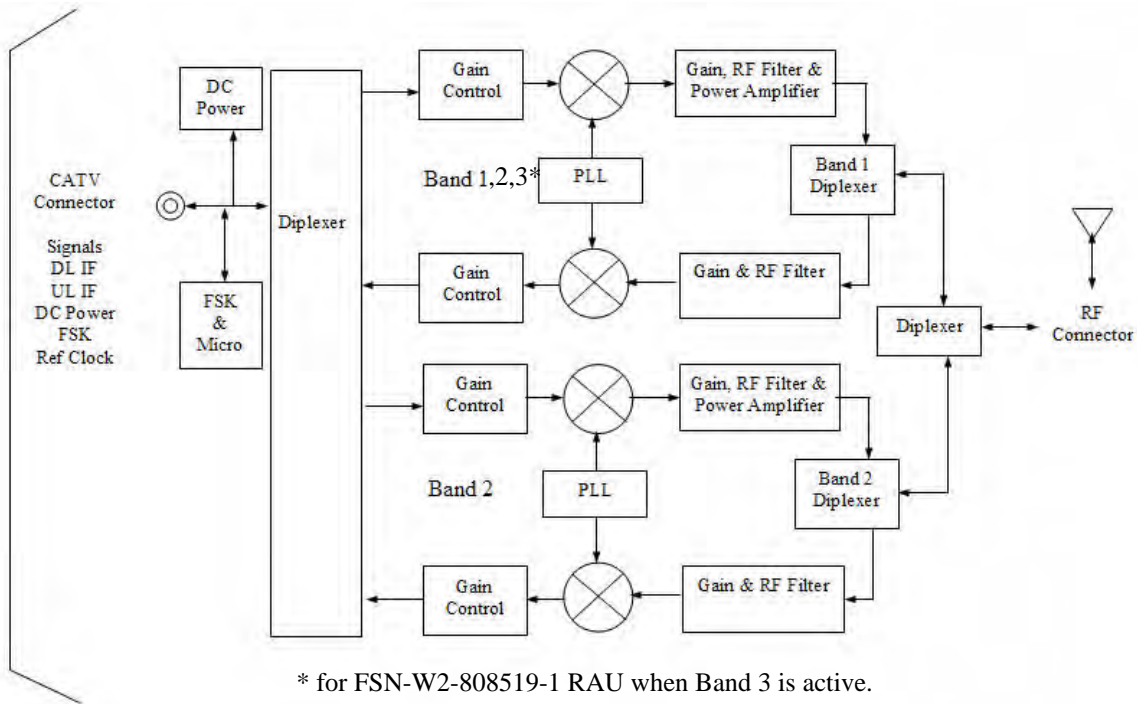 DC
Power
CATV
Connector
Signals
DL IF
UL IF
DC Power
FSK
Ref Clock
FSK
&
Micro
Diplexer
Gain
Control
Gain, RF Filter &
Power Amplifier
Band 1,2,3*
PLL
Band 1
Diplexer
Gain
Control
Gain & RF Filter
Diplexer
RF
Connector
Gain
Control
Gain, RF Filter &
Power Amplifier
Band 2
PLL
Band 2
Diplexer
Gain
Control
Gain & RF Filter
* for FSN-W2-808519-1 RAU when Band 3 is active.